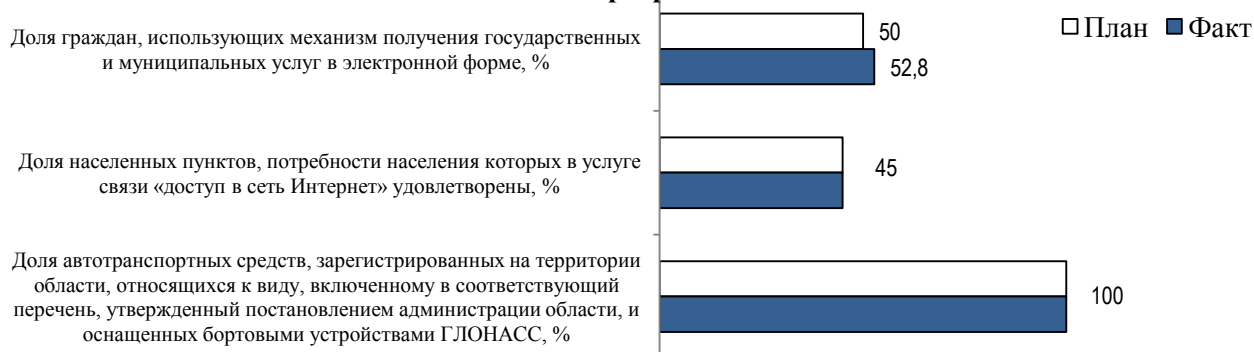 Доля граждан, использующих механизм получения государственных
и муниципальных услуг в электронной форме, %
50
52,8
План Факт
Доля населенных пунктов, потребности населения которых в услуге
связи «доступ в сеть Интернет» удовлетворены, %
45
Доля автотранспортных средств, зарегистрированных на территории
области, относящихся к виду, включенному в соответствующий
перечень, утвержденный постановлением администрации области, и
оснащенных бортовыми устройствами ГЛОНАСС, %
100